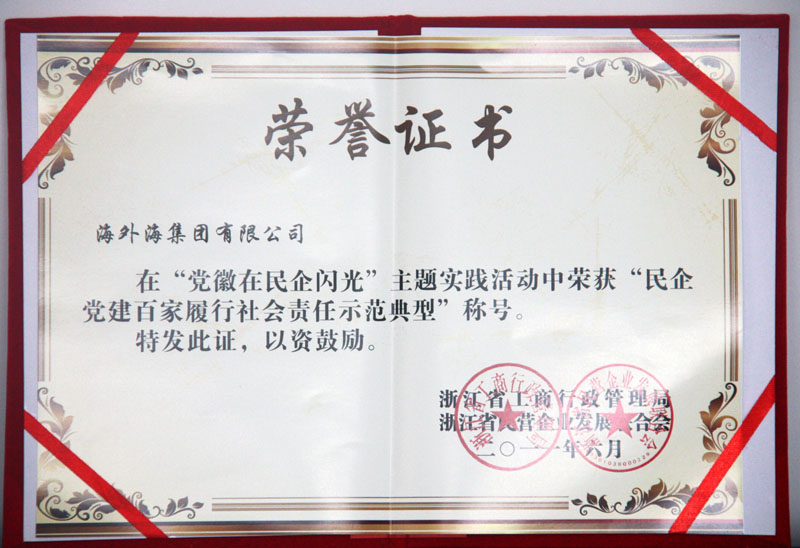 荣誉证书
海外海集团有限公司
在“党徽在民企闪光”主题实践活动中荣获“民企
党建百家履行社会责任示范典型”称号。
特发此证，以资鼓励。
浙江省工商行政管理局
浙江省民营企业发展联合会
二〇一一年六月